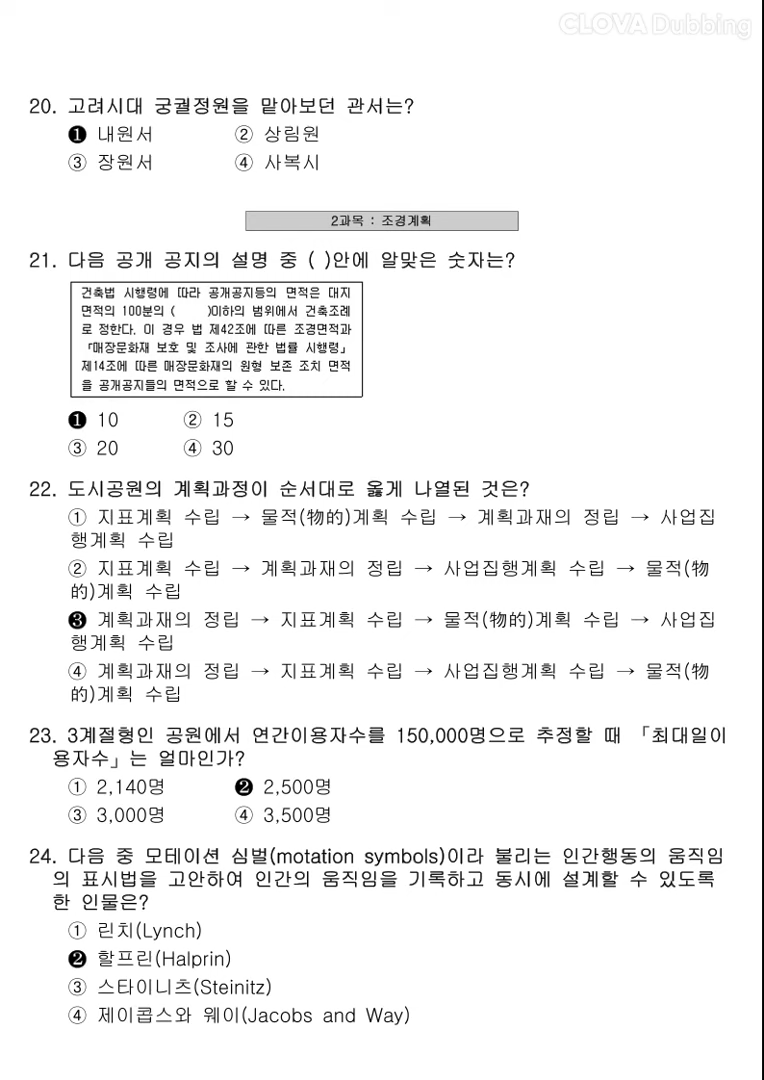 CLOVA Dubbing
20. 고려시대 궁궐정원을 맡아보던 관서는?
❶ 내원서 ② 상림원
③ 장원서 ④ 사복시
2과목 : 조경계획
21. 다음 공개 공지의 설명 중 ( )안에 알맞은 숫자는?
건축법 시행령에 따라 공개공지등의 면적은 대지
면적의 100분의 ( )이하의 범위에서 건축조례
로 정한다. 이 경우 법 제42조에 따른 조경면적과
「매장문화재 보호 및 조사에 관한 법률 시행령」
제14조에 따른 매장문화재의 원형 보존 조치 면적
을 공개공지들의 면적으로 할 수 있다.
❶ 10 ② 15
③ 20 ④ 30
22. 도시공원의 계획과정이 순서대로 옳게 나열된 것은?
① 지표계획 수립 → 물적(物的)계획 수립 → 계획과재의 정립 → 사업집
행계획 수립
② 지표계획 수립 → 계획과재의 정립 → 사업집행계획 수립 → 물적(物
的)계획 수립
❸ 계획과재의 정립 → 지표계획 수립 → 물적(物的)계획 수립 → 사업집
행계획 수립
④ 계획과재의 정립 → 지표계획 수립 → 사업집행계획 수립 → 물적(物
的)계획 수립
23. 3계절형인 공원에서 연간이용자수를 150,000명으로 추정할 때 「최대일이
용자수」는 얼마인가?
① 2,140명 ❷ 2,500명
③ 3,000명 ④ 3,500명
24. 다음 중 모테이션 심벌(motation symbols)이라 불리는 인간행동의 움직임
의 표시법을 고안하여 인간의 움직임을 기록하고 동시에 설계할 수 있도록
한 인물은?
① 린치(Lynch)
❷ 할프린(Halprin)
③ 스타이니츠(Steinitz)
④ 제이콥스와 웨이(Jacobs and Way)